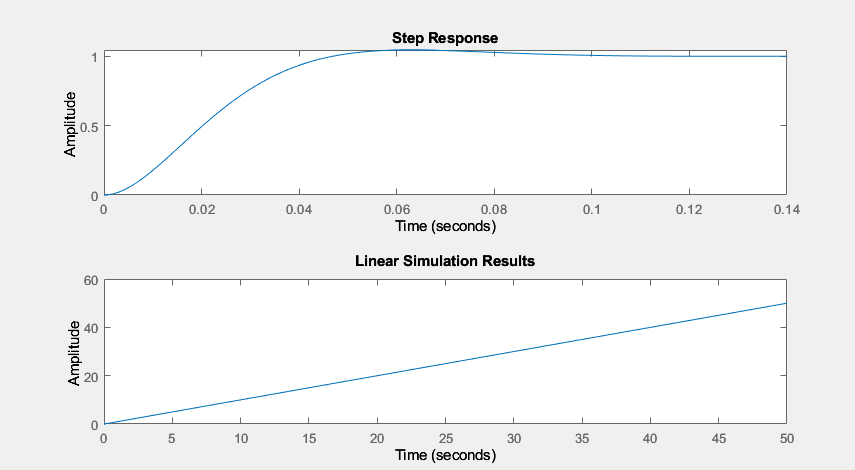 Step Response
1
0.5
0
Amplitude
0 0.02 0.04 0.06 0.08 0.1 0.12 0.14
Time (seconds)
Linear Simulation Results
60
40
20
0
Amplitude
0 5 10 15 20 25 30 35 40 45 50
Time (seconds)